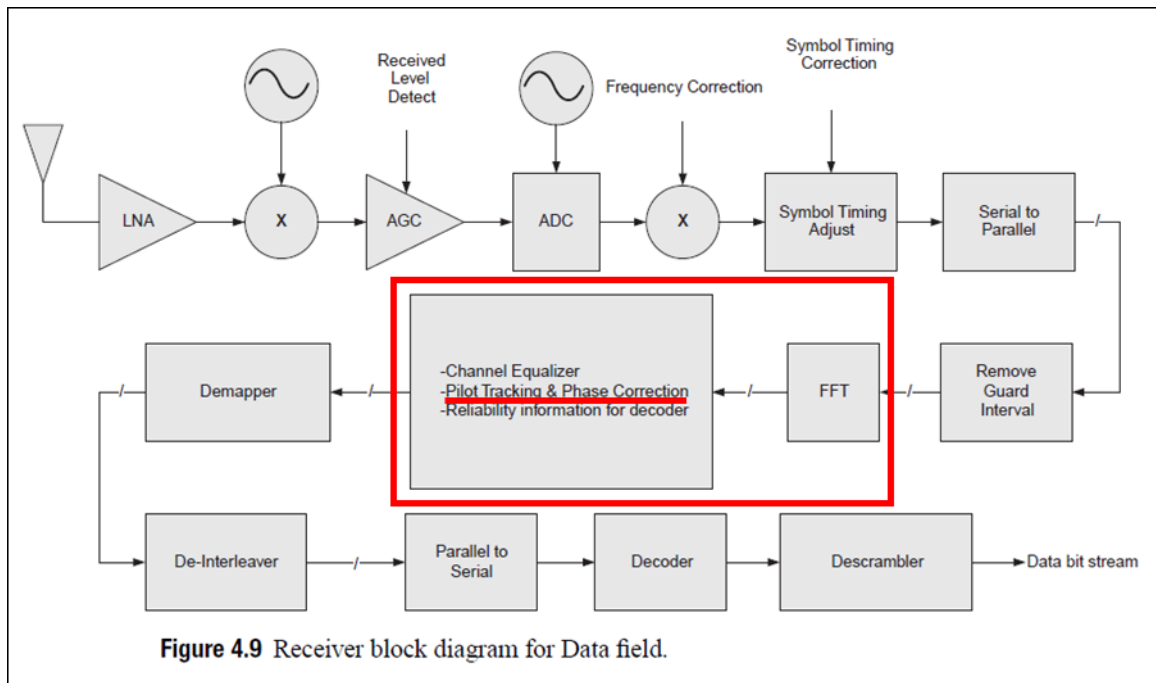 Received
Level
Detect
Frequency Correction
Symbol Timing
Correction
LNA
X
AGC
ADC
X
Symbol Timing
Adjust
Serial to
Parallel
/
Demapper
/
-Channel Equalizer
-Pilot Tracking & Phase Correction
-Reliability information for decoder
/
FFT
/
Remove
Guard
Interval
/
De-Interleaver
/
Parallel to
Serial
Decoder
Descrambler
Data bit stream
Figure 4.9 Receiver block diagram for Data field.